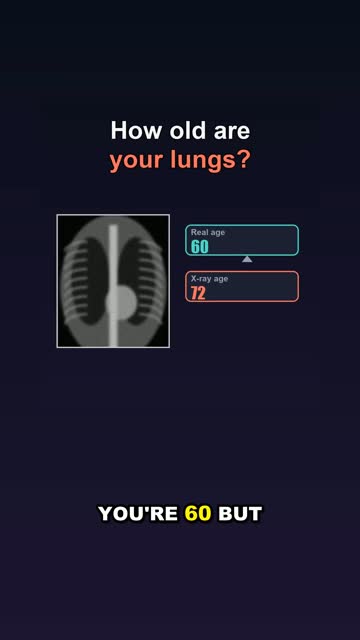 How old are
your lungs?
Real age
60
X-ray age
72
YOU'RE 60 BUT